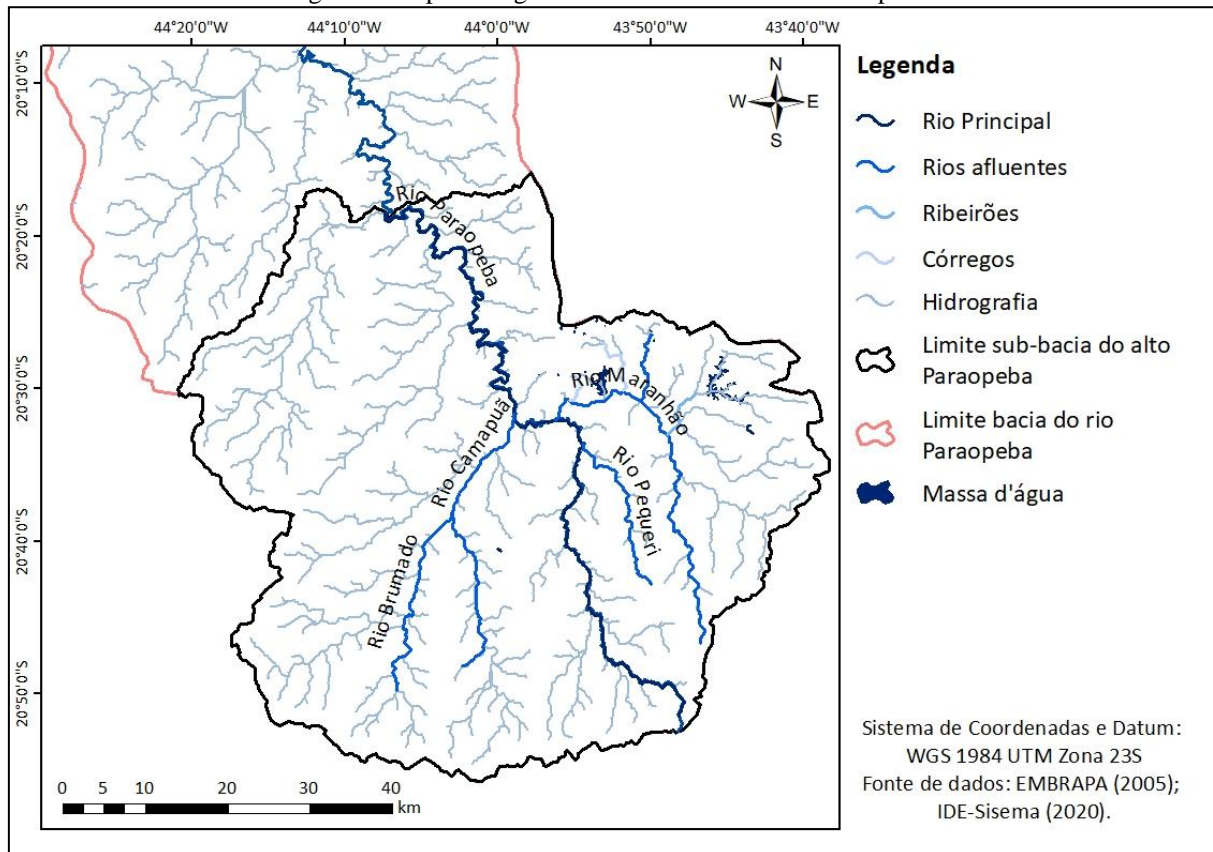 44°20'0"W
44°10'0"W
44°0'0"W
43°50'0"W
43°40'0"W
20°10'0"S
20°20'0"S
20°30'0"S
20°40'0"S
20°50'0"S
N
W
E
S
Rio Paraopeba
Rio Maranhão
Rio Camapuã
Rio Pequeri
Rio Brumado
0 5 10 20 30 40
km
Legenda
Rio Principal
Rios afluentes
Ribeirões
Córregos
Hidrografia
Limite sub-bacia do alto
Paraopeba
Limite bacia do rio
Paraopeba
Massa d'água
Sistema de Coordenadas e Datum:
WGS 1984 UTM Zona 23S
Fonte de dados: EMBRAPA (2005);
IDE-Sisema (2020).